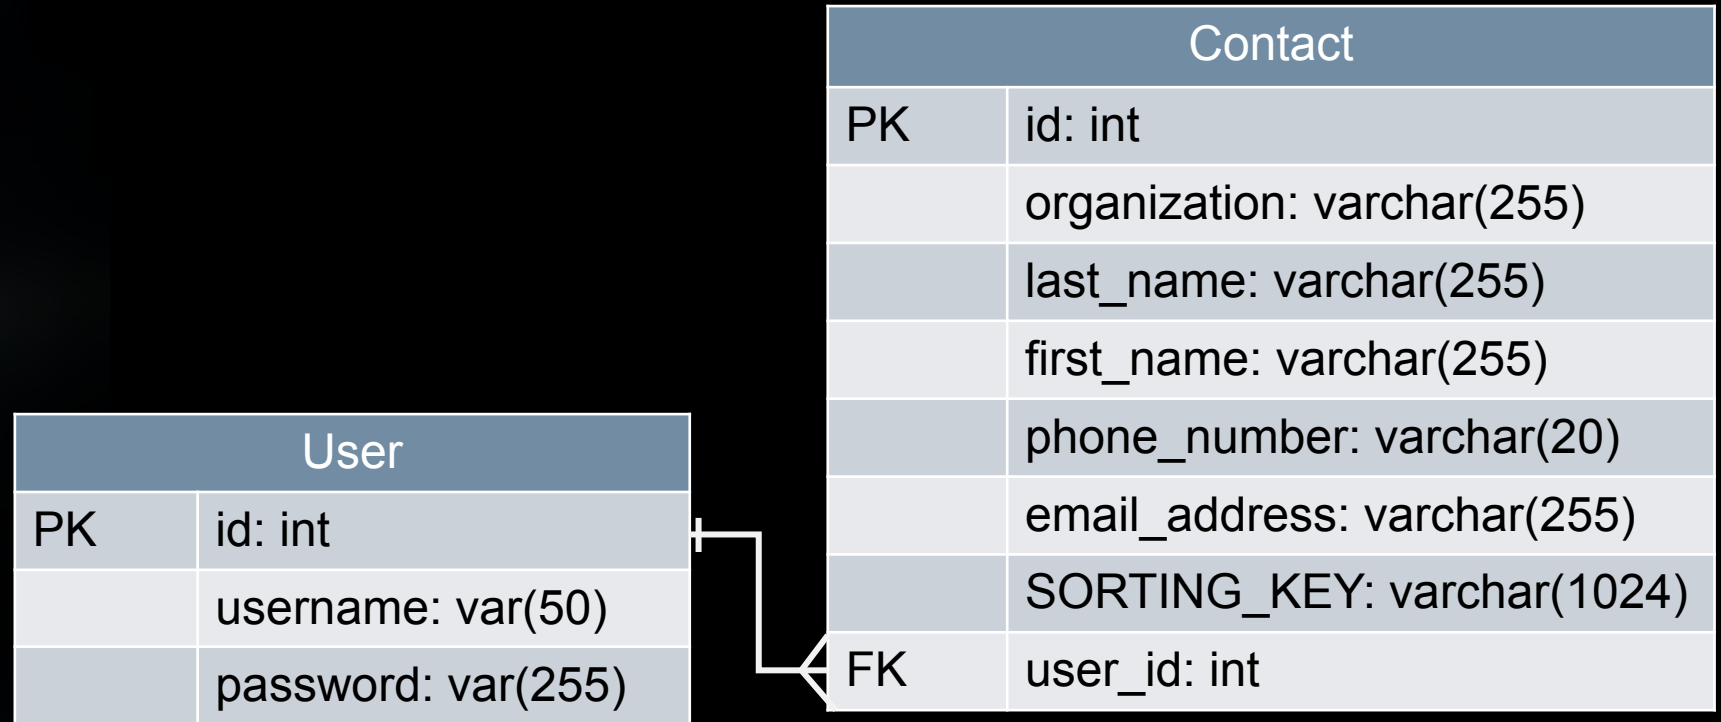 Contact
PK id: int
organization: varchar(255)
last_name: varchar(255)
first_name: varchar(255)
phone_number: varchar(20)
email_address: varchar(255)
SORTING_KEY: varchar(1024)
FK user_id: int
User
PK id: int
username: var(50)
password: var(255)